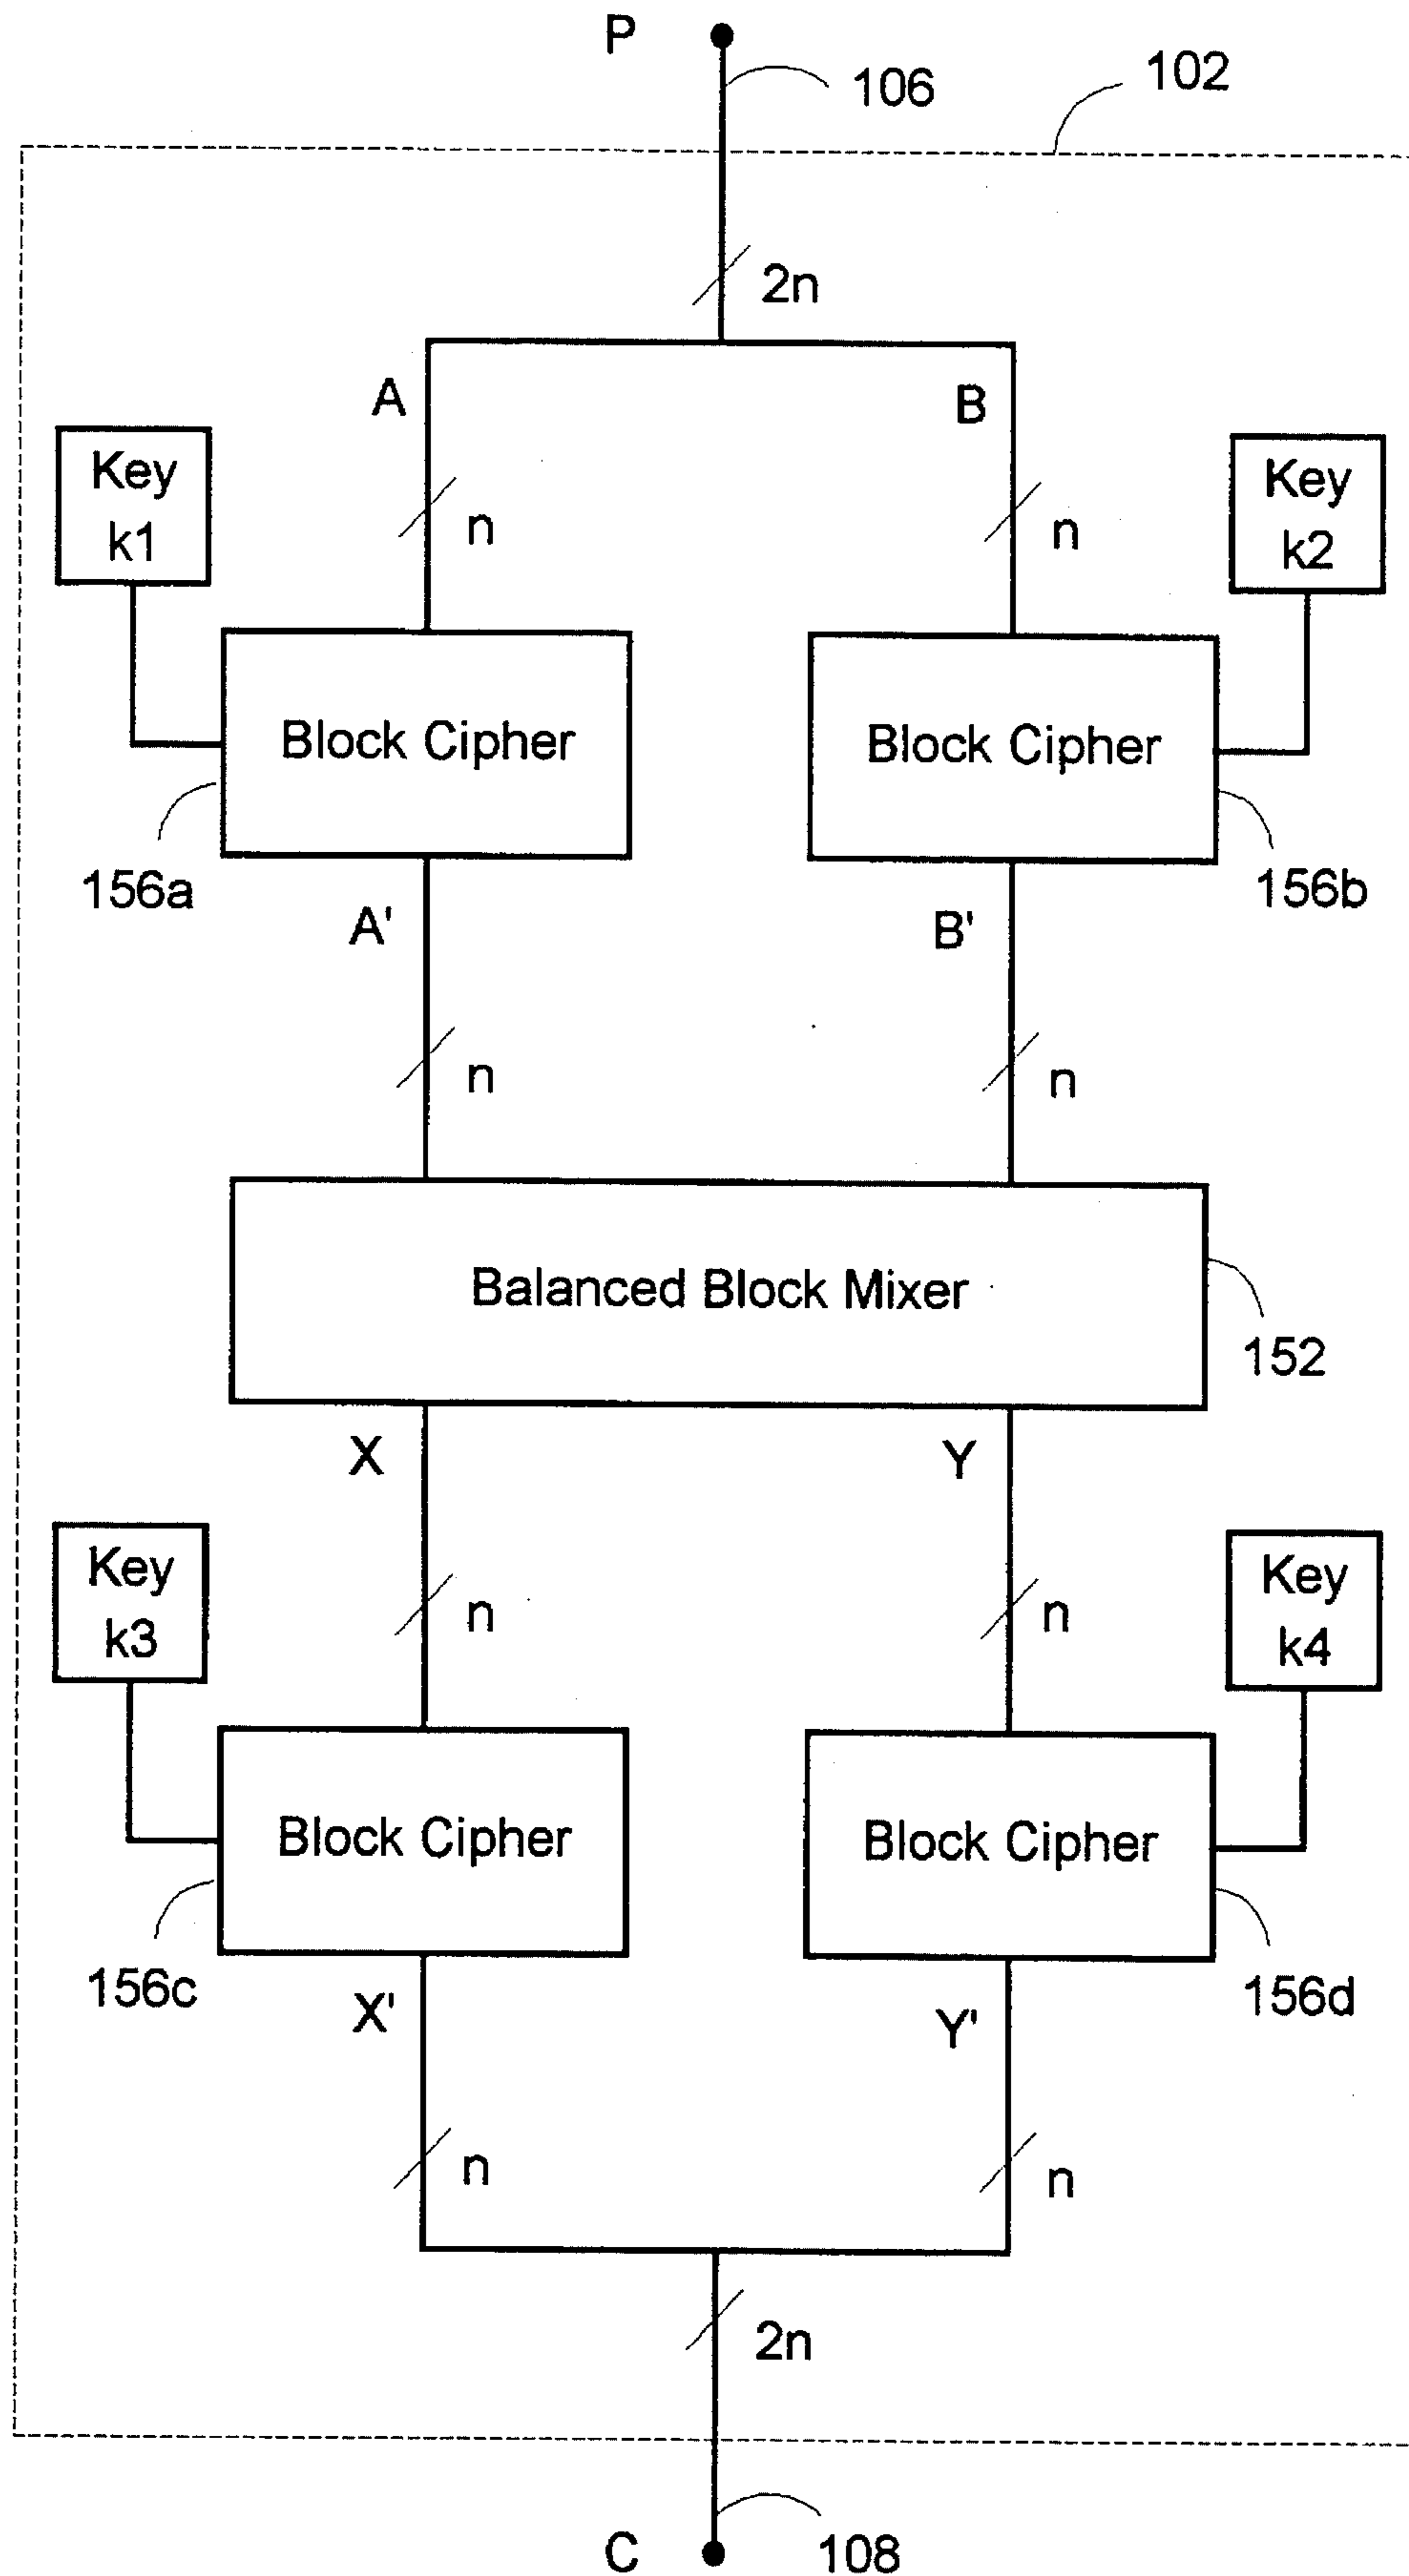 P
106
102
2n
A
B
Key
k1
n
n
Key
k2
Block Cipher
Block Cipher
156a
156b
A'
B'
n
n
Balanced Block Mixer
152
X
Y
Key
k3
n
n
Key
k4
Block Cipher
Block Cipher
156c
156d
X'
Y'
n
n
2n
C
108